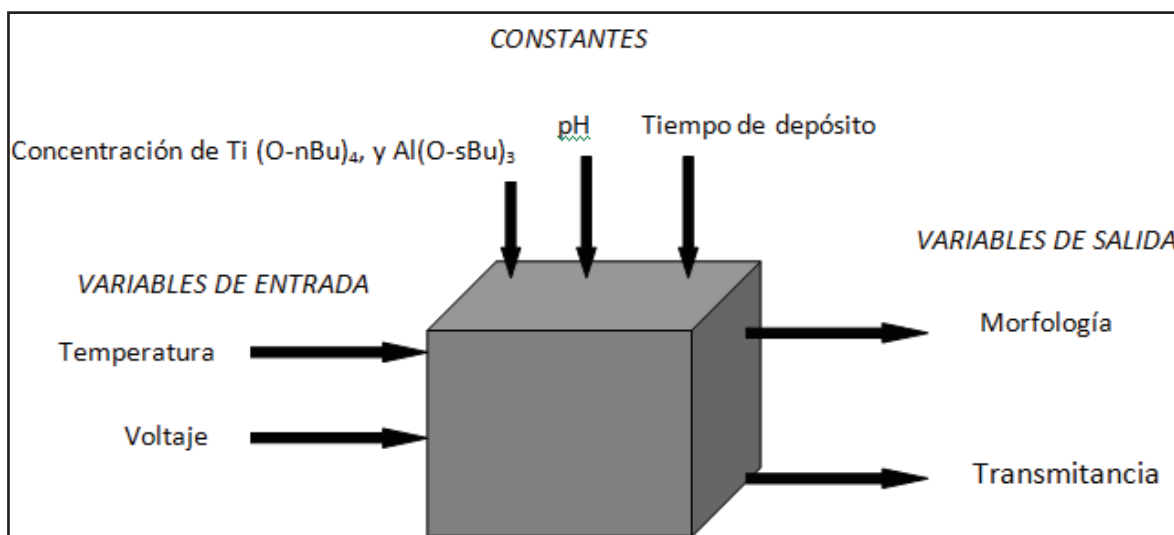 CONSTANTES
pH
Tiempo de depósito
Concentración de Ti (O-nBu)₄, y Al(O-sBu)₃
VARIABLES DE SALIDA
VARIABLES DE ENTRADA
Morfología
Temperatura
Voltaje
Transmitancia